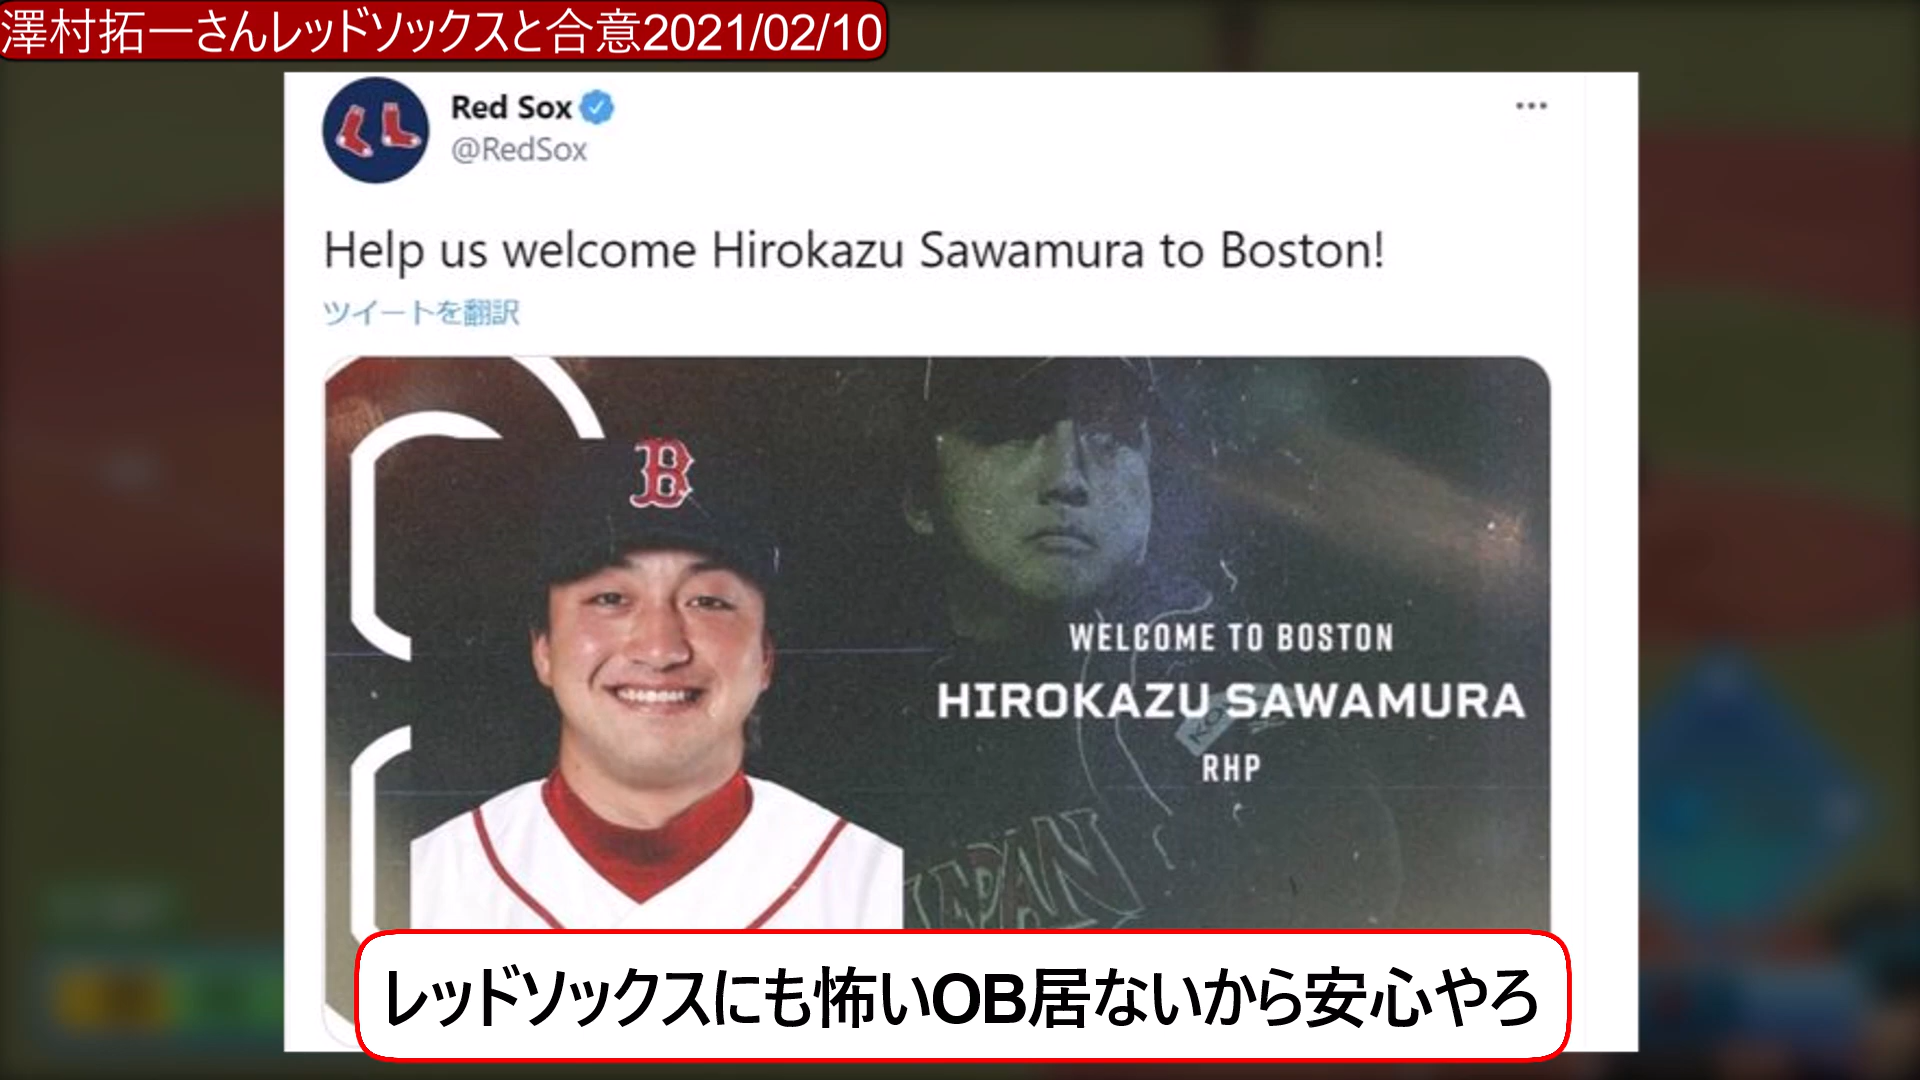 澤村拓一さんレッドソックスと合意2021/02/10
Red Sox
@RedSox
Help us welcome Hirokazu Sawamura to Boston!
ツイートを翻訳
B
WELCOME TO BOSTON
HIROKAZU SAWAMURA
RHP
JAPAN
レッドソックスにも怖いOB居ないから安心やろ